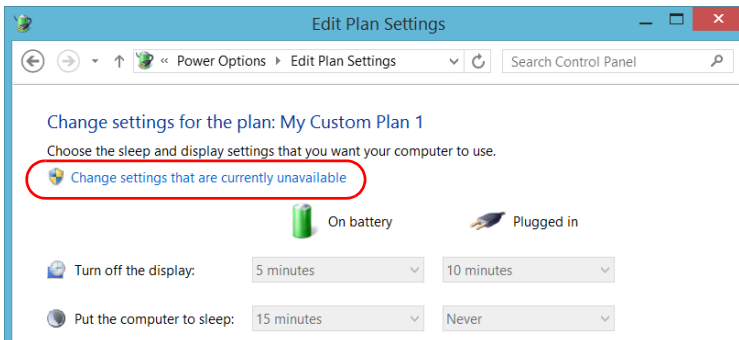 Edit Plan Settings
« Power Options Edit Plan Settings Search Control Panel
Change settings for the plan: My Custom Plan 1
Choose the sleep and display settings that you want your computer to use.
Change settings that are currently unavailable
On battery Plugged in
Turn off the display: 5 minutes 10 minutes
Put the computer to sleep: 15 minutes Never